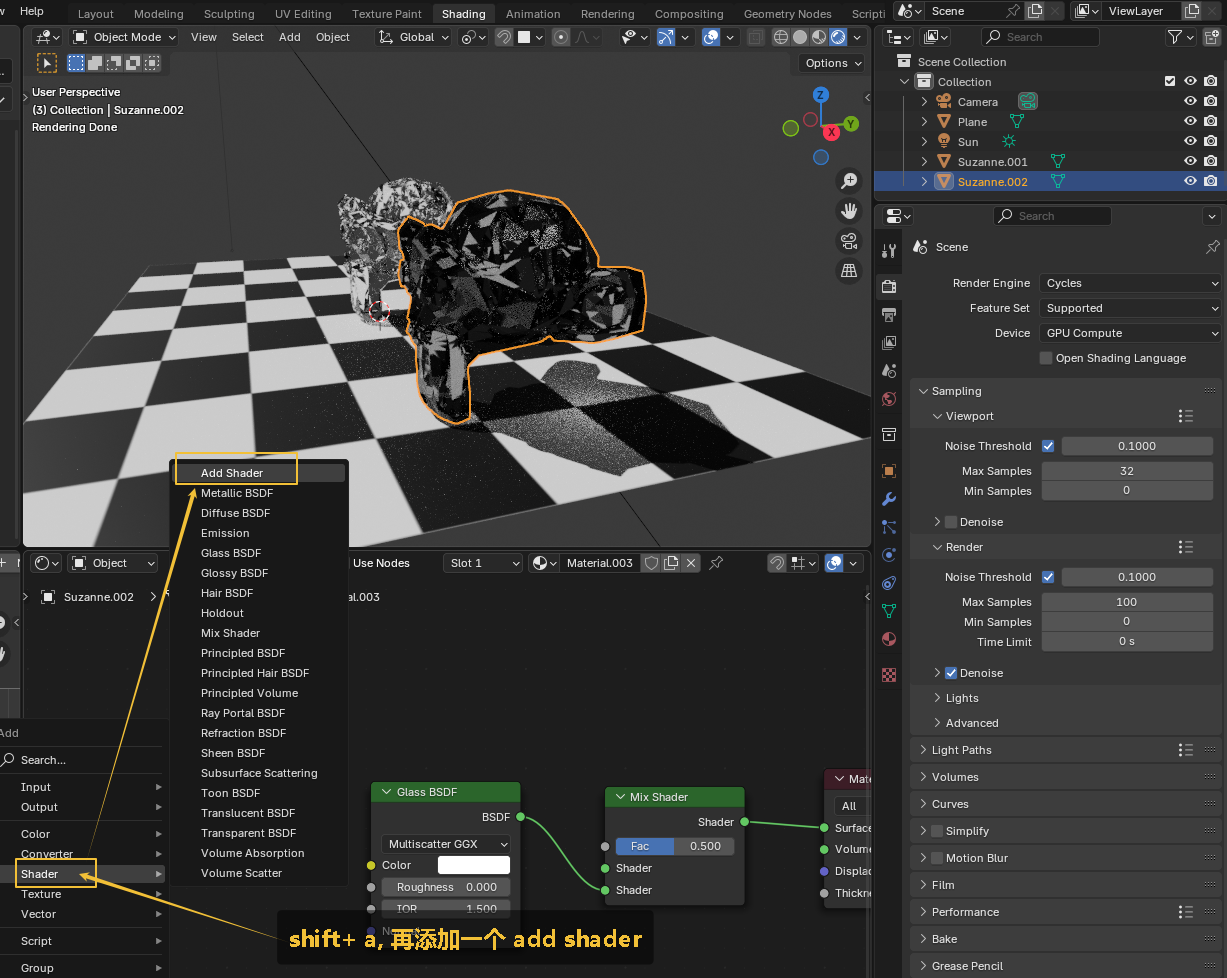 Help
Layout
Modeling
Sculpting
UV Editing
Texture Paint
Shading
Animation
Rendering
Compositing
Geometry Nodes
Scripti
Scene
ViewLayer
Object Mode
View
Select
Add
Object
Global
Search
Options
User Perspective
(3) Collection | Suzanne.002
Rendering Done
Z
Y
X
Scene Collection
Collection
Camera
Plane
Sun
Suzanne.001
Suzanne.002
Search
Scene
Render Engine
Cycles
Feature Set
Supported
Device
GPU Compute
Open Shading Language
Sampling
Viewport
Noise Threshold
0.1000
Max Samples
32
Min Samples
0
Denoise
Render
Noise Threshold
0.1000
Max Samples
100
Min Samples
0
Time Limit
0 s
Denoise
Lights
Advanced
Light Paths
Volumes
Curves
Simplify
Motion Blur
Film
Performance
Bake
Grease Pencil
Object
Use Nodes
Slot 1
Material.003
Suzanne.002
al.003
Add Shader
Metallic BSDF
Diffuse BSDF
Emission
Glass BSDF
Glossy BSDF
Hair BSDF
Holdout
Mix Shader
Principled BSDF
Principled Hair BSDF
Principled Volume
Ray Portal BSDF
Refraction BSDF
Sheen BSDF
Subsurface Scattering
Toon BSDF
Translucent BSDF
Transparent BSDF
Volume Absorption
Volume Scatter
Add
Search...
Input
Output
Color
Converter
Shader
Texture
Vector
Script
Group
Glass BSDF
BSDF
Multiscatter GGX
Color
Roughness 0.000
IOR 1.500
Mix Shader
Shader
Fac 0.500
Shader
Shader
Mate
All
Surface
Volum
Displac
Thickn
shift+ a, 再添加一个 add shader